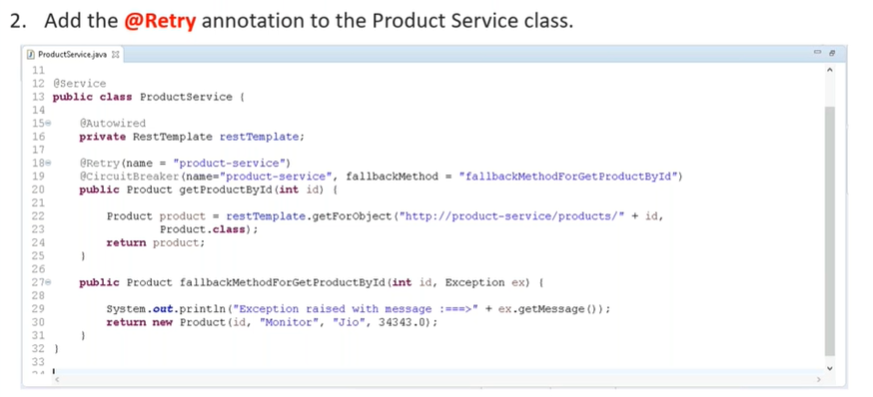 2. Add the @Retry annotation to the Product Service class.
ProductService.java
11
12 @Service
13 public class ProductService {
14
15 @Autowired
16 private RestTemplate restTemplate;
17
18 @Retry(name = "product-service")
19 @CircuitBreaker(name="product-service", fallbackMethod = "fallbackMethodForGetProductById")
20 public Product getProductById(int id) {
21
22 Product product = restTemplate.getForObject("http://product-service/products/" + id,
23 Product.class);
24 return product;
25 }
26
27 public Product fallbackMethodForGetProductById(int id, Exception ex) {
28
29 System.out.println("Exception raised with message :===>" + ex.getMessage());
30 return new Product(id, "Monitor", "Jio", 34343.0);
31 }
32 }
33